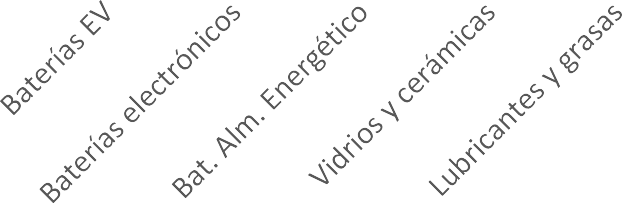 Baterías EV
Baterías electrónicos
Bat. Alm. Energético
Vidrios y cerámicas
Lubricantes y grasas